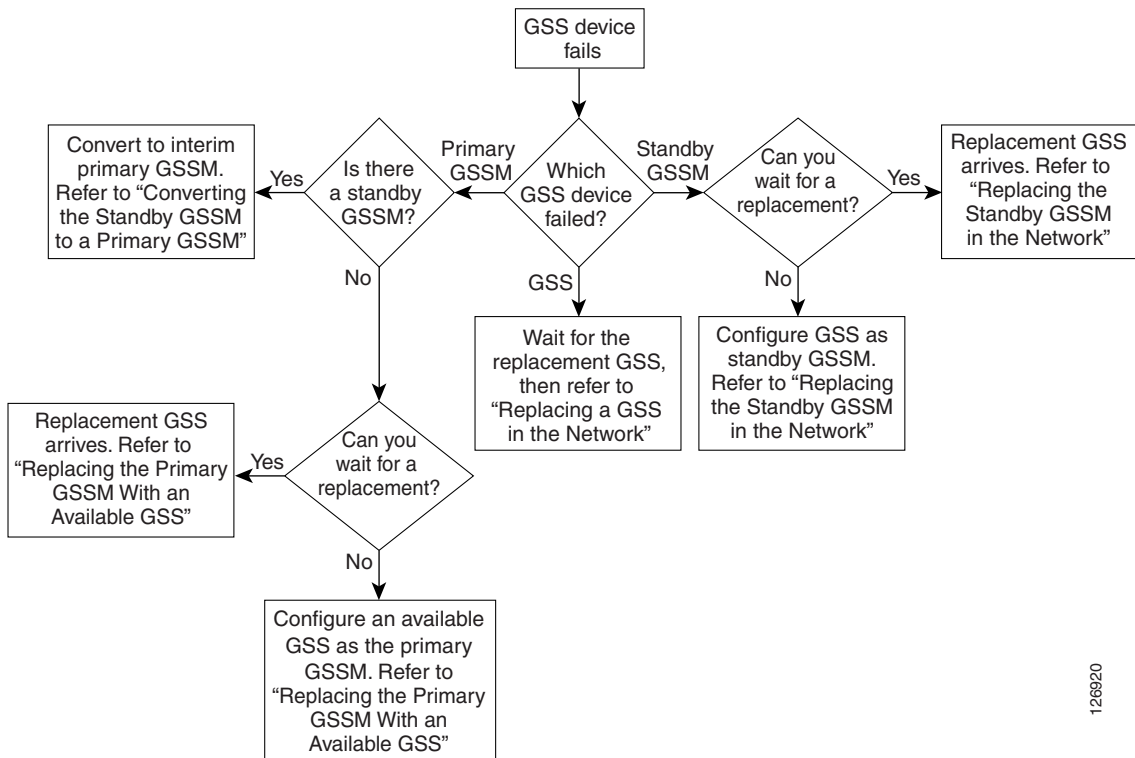 GSS device
fails
Which
GSS device
failed?
Primary
GSSM
Is there
a standby
GSSM?
Yes
Convert to interim
primary GSSM.
Refer to “Converting
the Standby GSSM
to a Primary GSSM”
No
Can you
wait for a
replacement?
Yes
Replacement GSS
arrives. Refer to
“Replacing the Primary
GSSM With an
Available GSS”
No
Configure an available
GSS as the primary
GSSM. Refer to
“Replacing the Primary
GSSM With an
Available GSS”
GSS
Wait for the
replacement GSS,
then refer to
“Replacing a GSS
in the Network”
Standby
GSSM
Can you
wait for a
replacement?
Yes
Replacement GSS
arrives. Refer to
“Replacing the
Standby GSSM
in the Network”
No
Configure GSS as
standby GSSM.
Refer to “Replacing
the Standby GSSM
in the Network”
126920